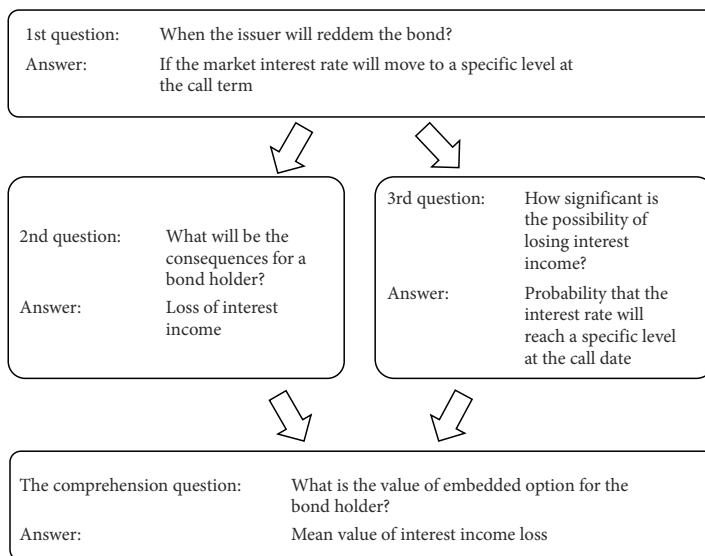 1st question: When the issuer will reddem the bond?
Answer: If the market interest rate will move to a specific level at
the call term
2nd question: What will be the
consequences for a
bond holder?
Answer: Loss of interest
income
3rd question: How significant is
the possibility of
losing interest
income?
Answer: Probability that the
interest rate will
reach a specific level
at the call date
The comprehension question: What is the value of embedded option for the
bond holder?
Answer: Mean value of interest income loss